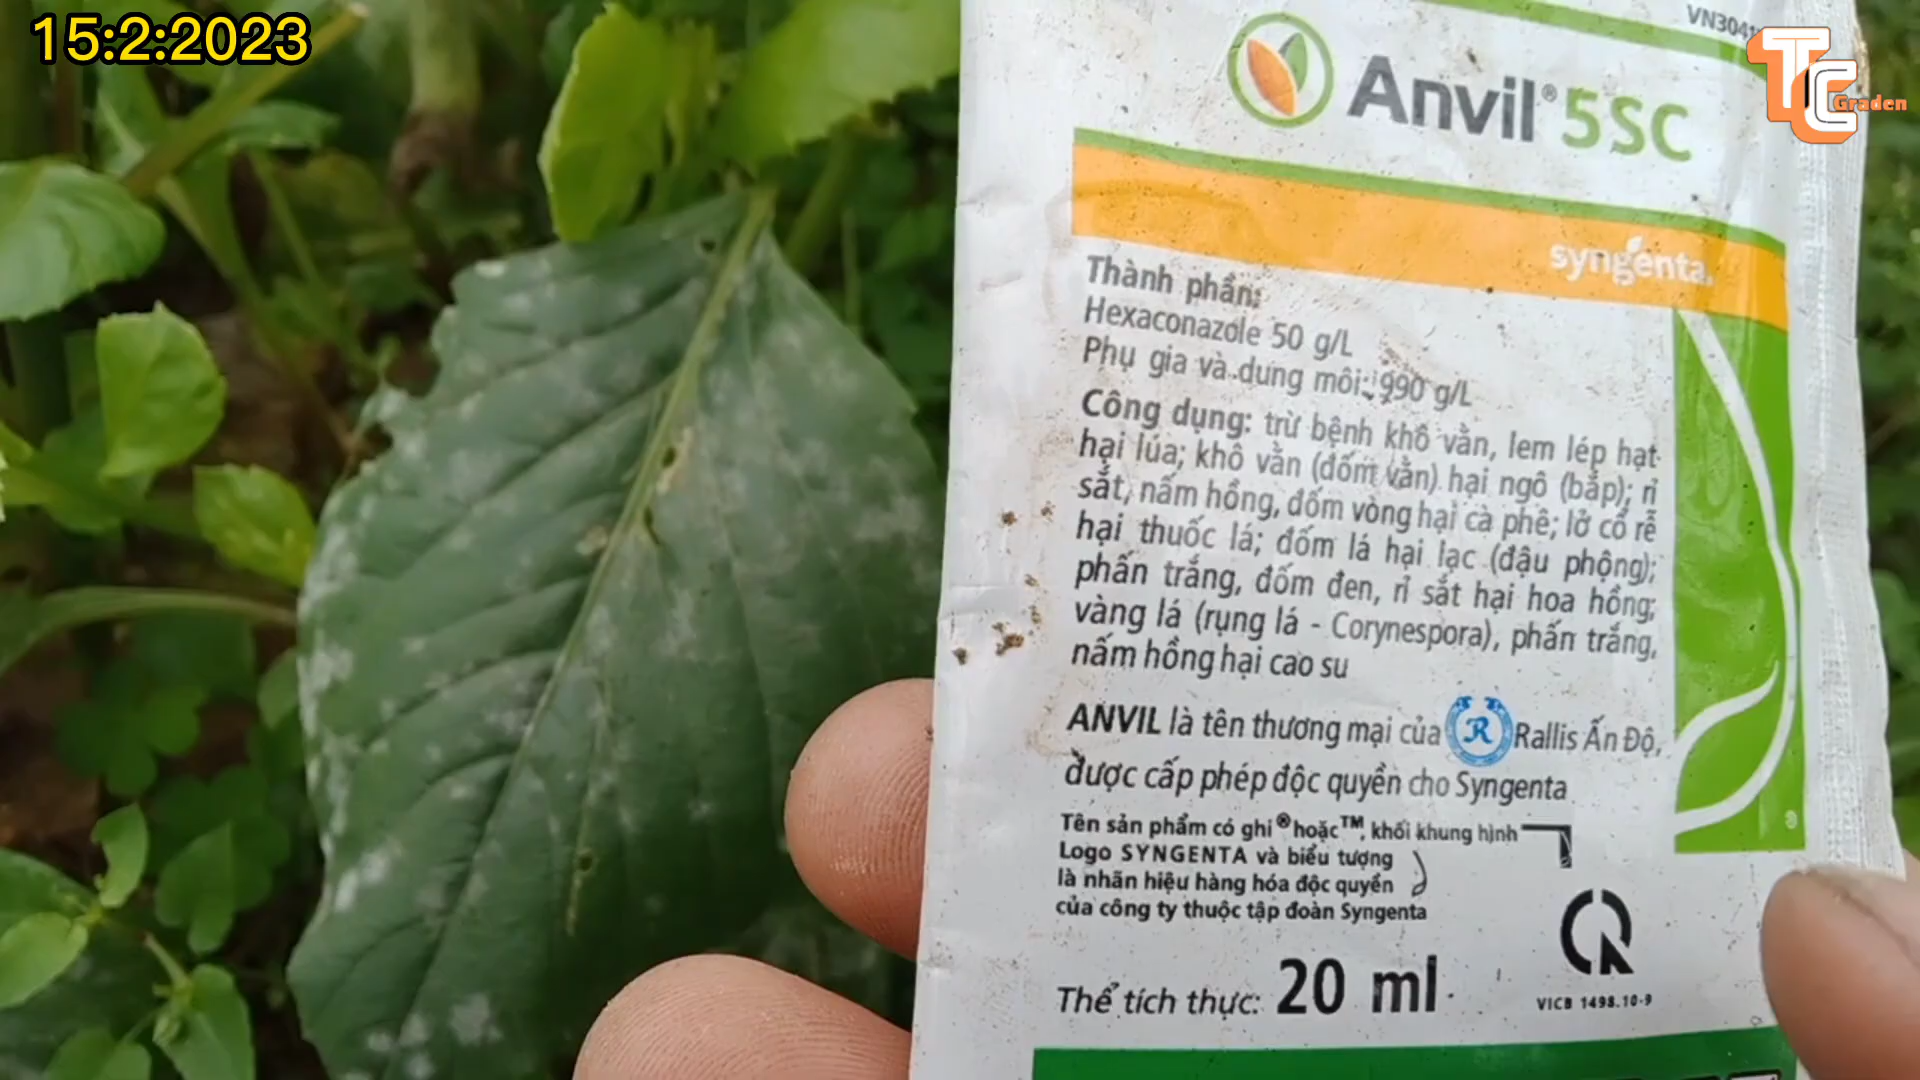 15:2:2023
VN3041
TC
Graden
Anvil® 5SC
syngenta
Thành phần:
Hexaconazole 50 g/L
Phụ gia và dung môi: 990 g/L
Công dụng: trừ bệnh khô vằn, lem lép hạt
hại lúa; khô vằn (đốm vằn) hại ngô (bắp); rỉ
sắt, nấm hồng, đốm vòng hại cà phê; lở cổ rễ
hại thuốc lá; đốm lá hại lạc (đậu phộng);
phấn trắng, đốm đen, rỉ sắt hại hoa hồng;
vàng lá (rụng lá - Corynespora), phấn trắng,
nấm hồng hại cao su
ANVIL là tên thương mại của R Rallis Ấn Độ,
được cấp phép độc quyền cho Syngenta
Tên sản phẩm có ghi ® hoặc ™, khối khung hình
Logo SYNGENTA và biểu tượng
là nhãn hiệu hàng hóa độc quyền
của công ty thuộc tập đoàn Syngenta
Thể tích thực: 20 ml
VICB 1498.10-9